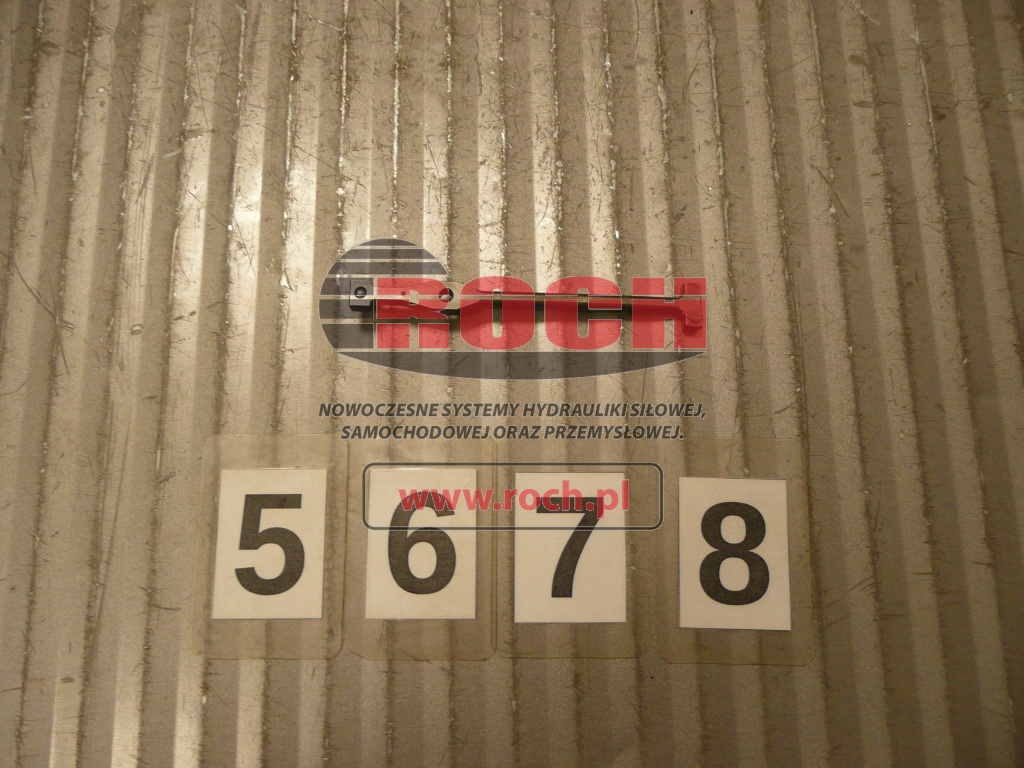 ROCH
NOWOCZESNE SYSTEMY HYDRAULIKI SIŁOWEJ,
SAMOCHODOWEJ ORAZ PRZEMYSŁOWEJ.
www.roch.pl
5 6 7 8